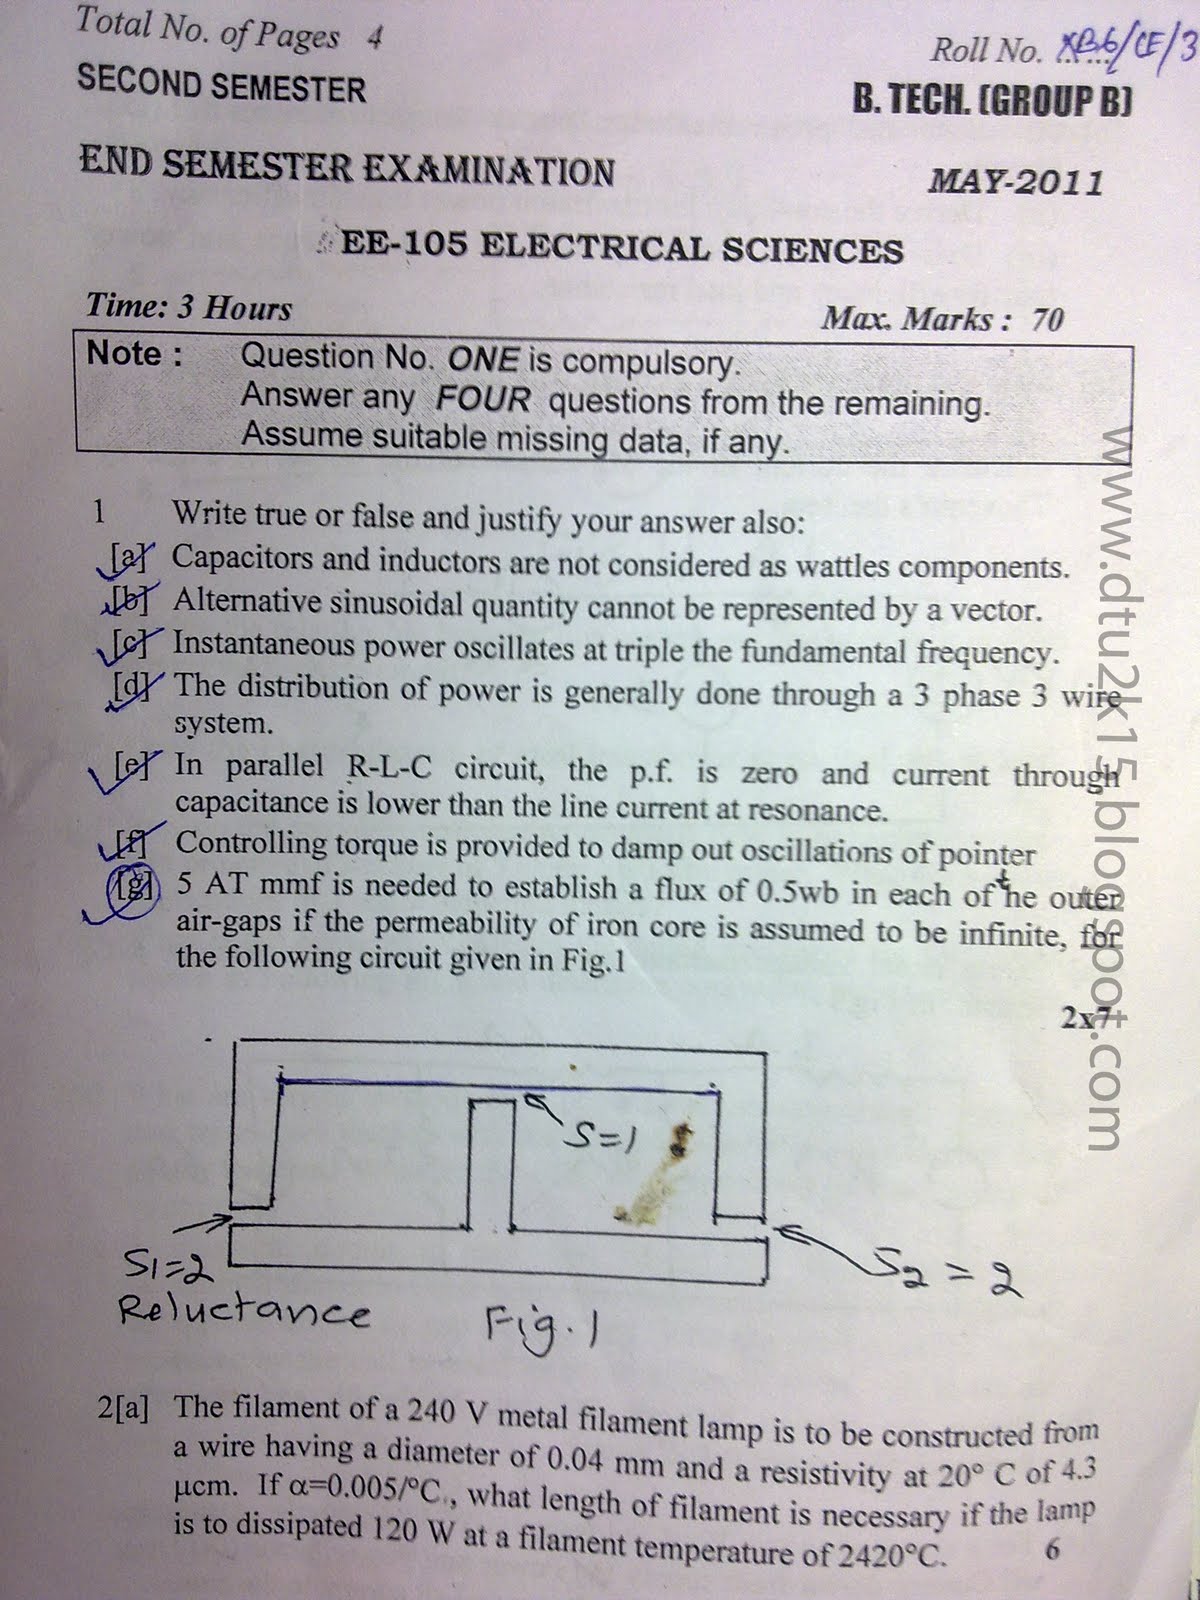 Total No. of Pages 4
Roll No. XB6/CE/3
SECOND SEMESTER
B. TECH. (GROUP B)
END SEMESTER EXAMINATION
MAY-2011
EE-105 ELECTRICAL SCIENCES
Time: 3 Hours
Max. Marks : 70
Note : Question No. ONE is compulsory.
Answer any FOUR questions from the remaining.
Assume suitable missing data, if any.
1 Write true or false and justify your answer also:
[a] Capacitors and inductors are not considered as wattles components.
[b] Alternative sinusoidal quantity cannot be represented by a vector.
[c] Instantaneous power oscillates at triple the fundamental frequency.
[d] The distribution of power is generally done through a 3 phase 3 wire
system.
[e] In parallel R-L-C circuit, the p.f. is zero and current through
capacitance is lower than the line current at resonance.
[f] Controlling torque is provided to damp out oscillations of pointer
[g] 5 AT mmf is needed to establish a flux of 0.5wb in each of the outer
air-gaps if the permeability of iron core is assumed to be infinite, for
the following circuit given in Fig.1
2x7
S=1
S1=2
Reluctance
S2 = 2
Fig. 1
2[a] The filament of a 240 V metal filament lamp is to be constructed from
a wire having a diameter of 0.04 mm and a resistivity at 20° C of 4.3
μcm. If α=0.005/°C., what length of filament is necessary if the lamp
is to dissipated 120 W at a filament temperature of 2420°C. 6
www.dtu2k15.blogspot.com